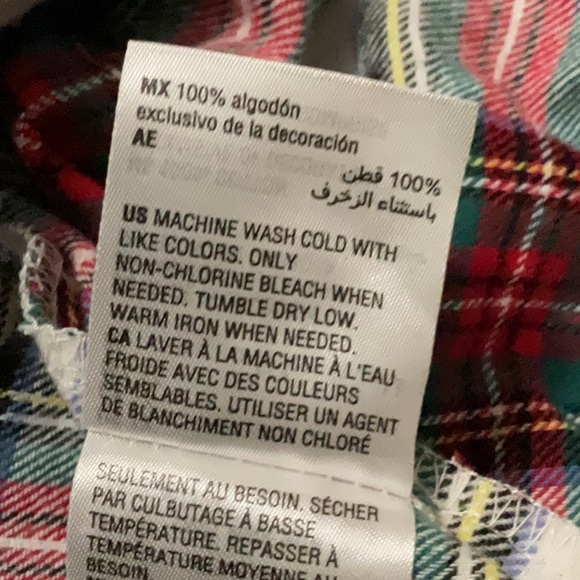 MX 100% algodón
exclusivo de la decoración
AE
100% قطن
باستثناء الزخرف
US MACHINE WASH COLD WITH
LIKE COLORS. ONLY
NON-CHLORINE BLEACH WHEN
NEEDED. TUMBLE DRY LOW.
WARM IRON WHEN NEEDED.
CA LAVER À LA MACHINE À L'EAU
FROIDE AVEC DES COULEURS
SEMBLABLES. UTILISER UN AGENT
DE BLANCHIMENT NON CHLORÉ
SEULEMENT AU BESOIN. SÉCHER
PAR CULBUTAGE À BASSE
TEMPÉRATURE. REPASSER À
TEMPÉRATURE MOYENNE AU
BESOIN